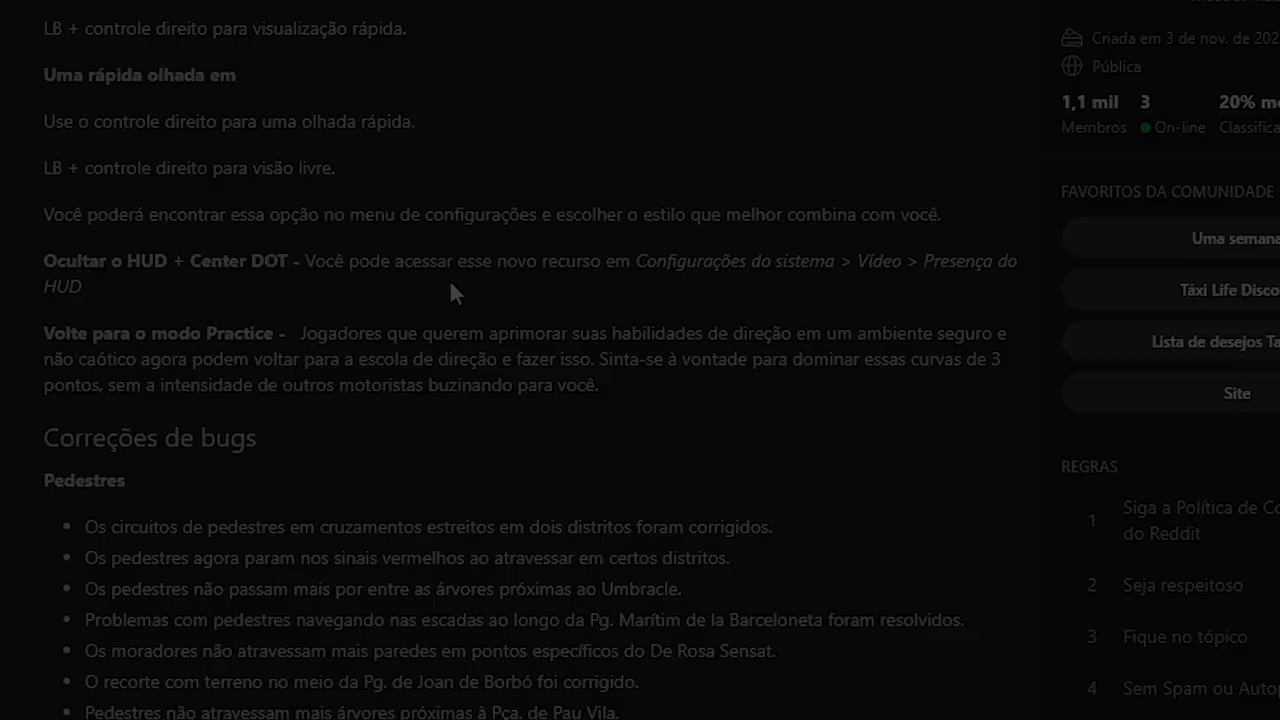 LB + controle direito para visualização rápida.
Uma rápida olhada em
Use o controle direito para uma olhada rápida.
LB + controle direito para visão livre.
Você poderá encontrar essa opção no menu de configurações e escolher o estilo que melhor combina com você.
Ocultar o HUD + Center DOT - Você pode acessar esse novo recurso em Configurações do sistema > Vídeo > Presença do
HUD
Volte para o modo Practice - Jogadores que querem aprimorar suas habilidades de direção em um ambiente seguro e
não caótico agora podem voltar para a escola de direção e fazer isso. Sinta-se à vontade para dominar essas curvas de 3
pontos, sem a intensidade de outros motoristas buzinando para você.
Correções de bugs
Pedestres
Os circuitos de pedestres em cruzamentos estreitos em dois distritos foram corrigidos.
Os pedestres agora param nos sinais vermelhos ao atravessar em certos distritos.
Os pedestres não passam mais por entre as árvores próximas ao Umbracle.
Problemas com pedestres navegando nas escadas ao longo da Pg. Marítim de la Barceloneta foram resolvidos.
Os moradores não atravessam mais paredes em pontos específicos do De Rosa Sensat.
O recorte com terreno no meio da Pg. de Joan de Borbó foi corrigido.
Pedestres não atravessam mais árvores próximas à Pça. de Pau Vila.
Criada em 3 de nov. de 202
Pública
1,1 mil 3 20% m
Membros On-line Classifica
FAVORITOS DA COMUNIDADE
Uma semana
Táxi Life Disco
Lista de desejos Ta
Site
REGRAS
1 Siga a Política de Co
do Reddit
2 Seja respeitoso
3 Fique no tópico
4 Sem Spam ou Auto